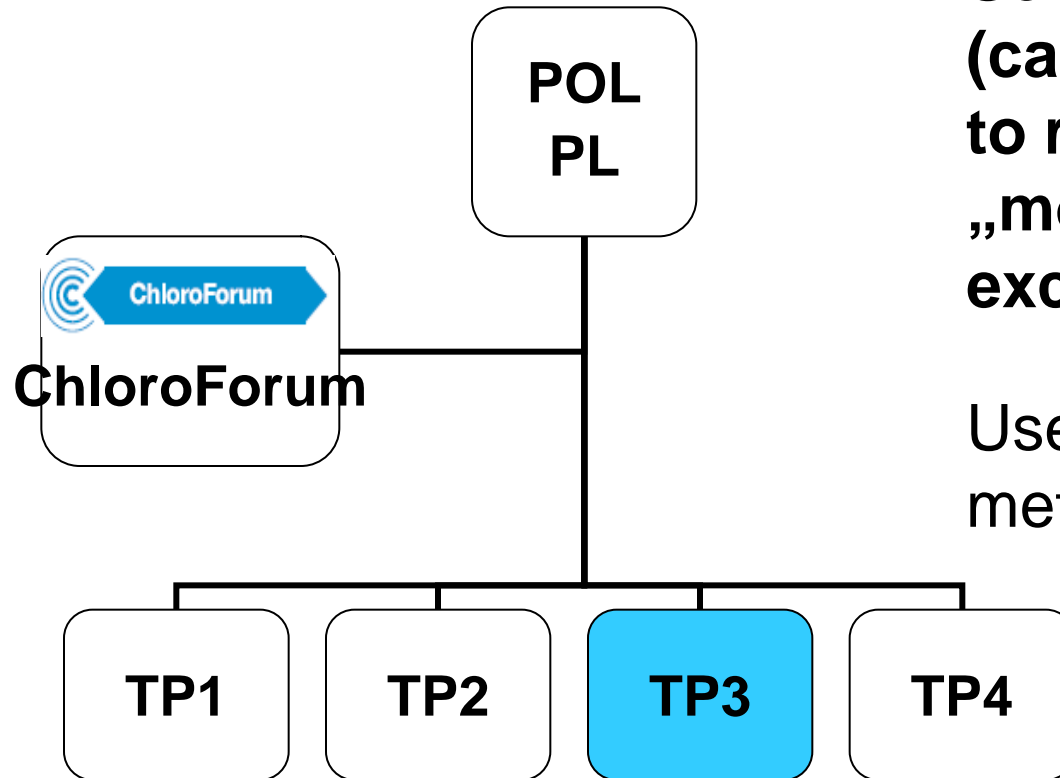 POL
PL
ChloroForum
ChloroForum
TP1
TP2
TP3
TP4
(ca
to
„m
exc
Use
met